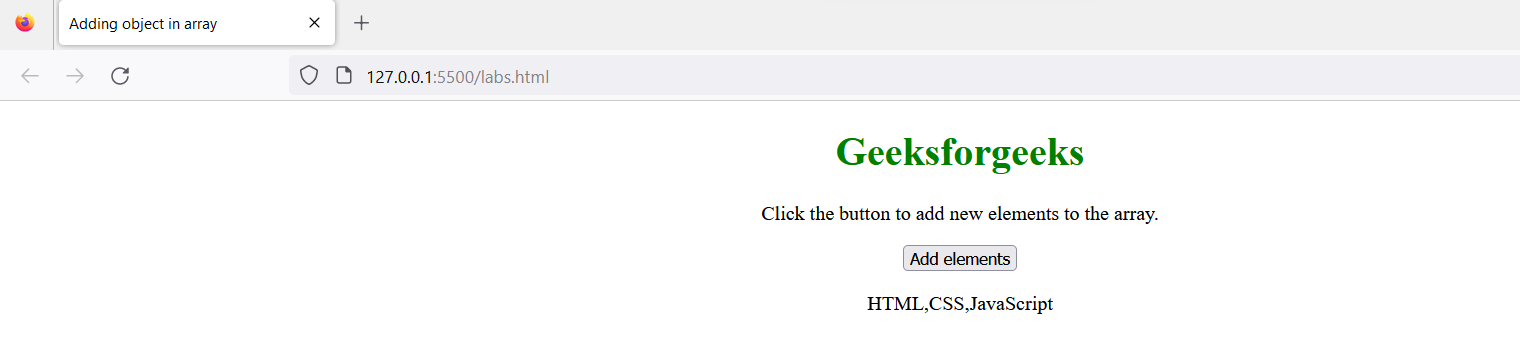 Adding object in array
127.0.0.1:5500/labs.html
Geeksforgeeks
Click the button to add new elements to the array.
Add elements
HTML,CSS,JavaScript